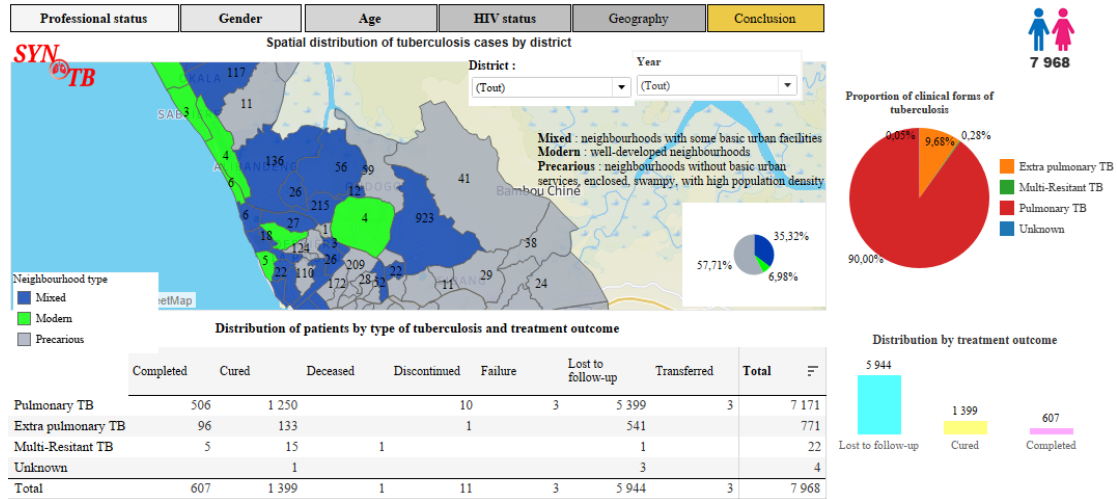 Professional status Gender Age HIV status Geography Conclusion
Spatial distribution of tuberculosis cases by district
SYN
TB
District :
(Tout)
Year
(Tout)
Mixed : neighbourhoods with some basic urban facilities
Modern : well-developed neighbourhoods
Precarious : neighbourhoods without basic urban
services, enclosed, swampy, with high population density
117
11
3
4
136
56
59
41
6
26
12
215
923
6
27
4
18
1
124
3
38
5
22
110
26
209
172
28
52
22
11
29
24
Bambou Chine
35,32%
57,71%
6,98%
Neighbourhood type
Mixed
Modern
Precarious
etMap
Distribution of patients by type of tuberculosis and treatment outcome
Completed Cured Deceased Discontinued Failure Lost to
follow-up Transferred Total
Pulmonary TB 506 1 250 10 3 5 399 3 7 171
Extra pulmonary TB 96 133 1 541 771
Multi-Resitant TB 5 15 1 1 22
Unknown 1 3 4
Total 607 1 399 1 11 3 5 944 3 7 968
7 968
Proportion of clinical forms of
tuberculosis
0,05%
9,68%
0,28%
90,00%
Extra pulmonary TB
Multi-Resitant TB
Pulmonary TB
Unknown
Distribution by treatment outcome
5 944
1 399
607
Lost to follow-up Cured Completed